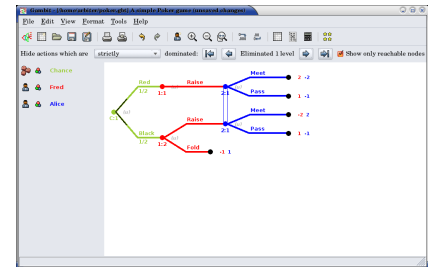 Gambit - [/home/arbiter/poker.gbt] A simple Poker game (unsaved changes)
File Edit View Format Tools Help
Hide actions which are strictly dominated: Eliminated 1 level Show only reachable nodes
Chance
Fred
Alice
Red
1/2
Raise
1:1
2:1
Meet
2 -2
Pass
1 -1
C:1
Black
1/2
Raise
1:2
2:1
Meet
-2 2
Pass
1 -1
Fold
-1 1